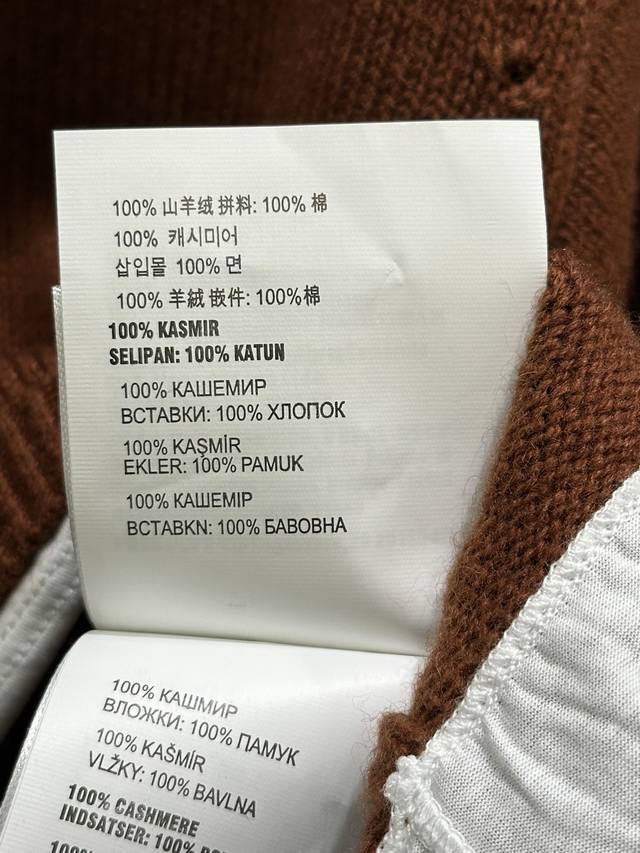 100% 山羊绒 拼料: 100% 棉
100% 캐시미어
삽입물 100% 면
100% 羊絨 嵌件: 100%棉
100% KASMIR
SELIPAN: 100% KATUN
100% КАШЕМИР
ВСТАВКИ: 100% ХЛОПОК
100% KAŞMİR
EKLER: 100% PAMUK
100% КАШЕМІР
ВСТАВКN: 100% БАВОВНА
100% КАШМИР
ВЛОЖКИ: 100% ПАМУК
100% KAŠMÍR
VLŽKY: 100% BAVLNA
100% CASHMERE
INDSATSER: 100%
100%